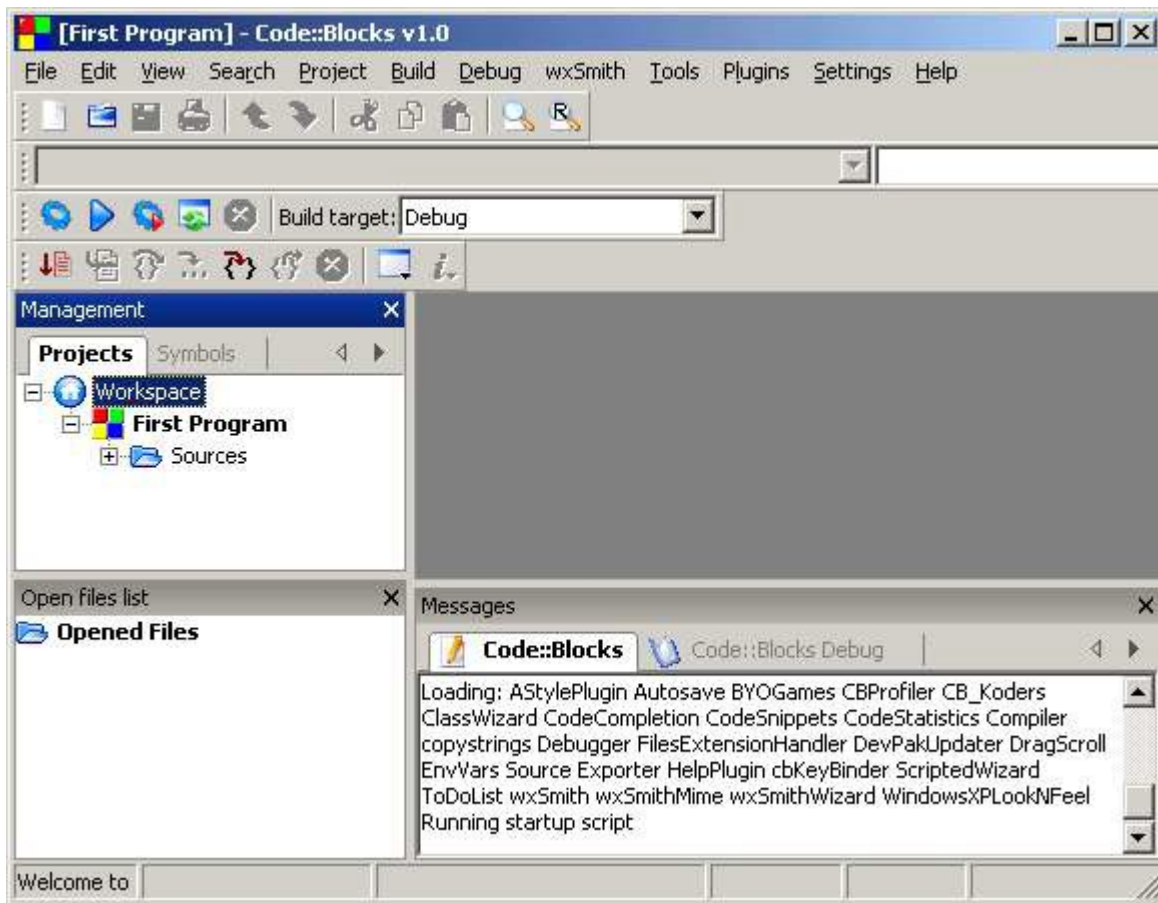 [First Program] - Code::Blocks v1.0
File Edit View Search Project Build Debug wxSmith Tools Plugins Settings Help
R
Build target: Debug
Management
Projects Symbols
Workspace
First Program
Sources
Open files list
Opened Files
Messages
Code::Blocks Code::Blocks Debug
Loading: AStylePlugin Autosave BYOGames CBProfiler CB_Koders
ClassWizard CodeCompletion CodeSnippets CodeStatistics Compiler
copystrings Debugger FilesExtensionHandler DevPakUpdater DragScroll
EnvVars Source Exporter HelpPlugin cbKeyBinder ScriptedWizard
ToDoList wxSmith wxSmithMime wxSmithWizard WindowsXPLookNFeel
Running startup script
Welcome to